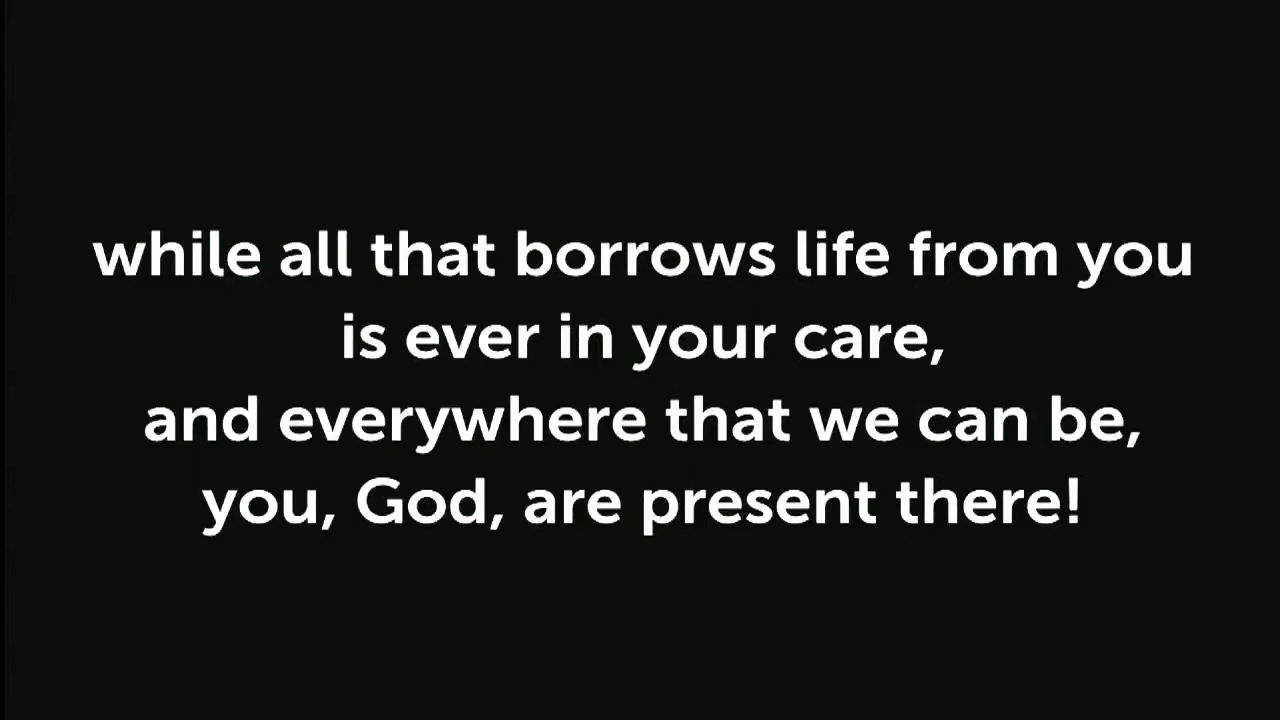 while all that borrows life from you
is ever in your care,
and everywhere that we can be,
you, God, are present there!